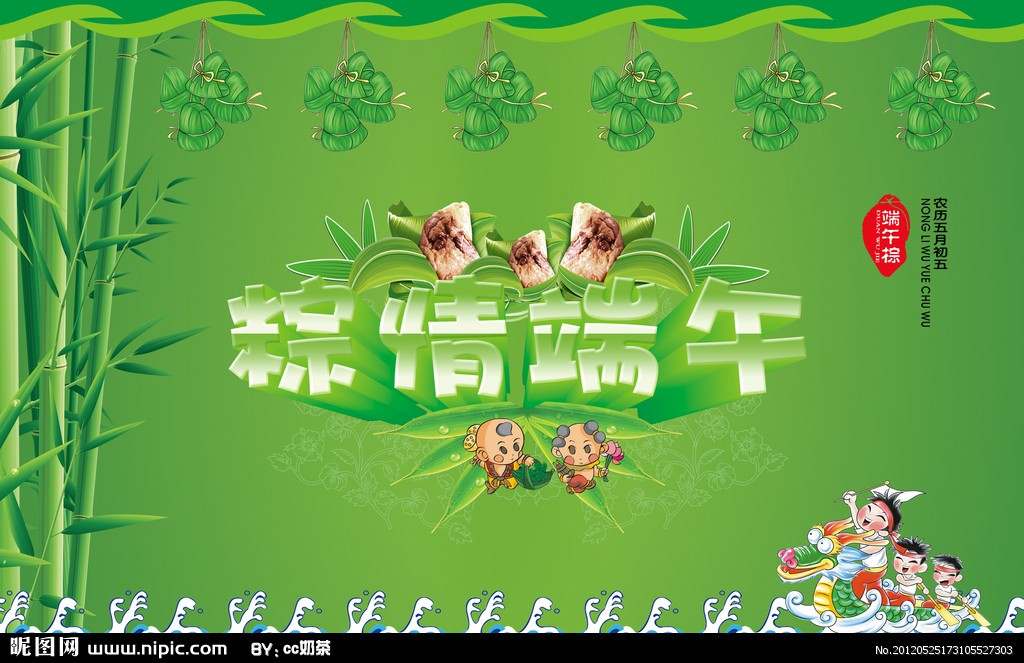 粽情端午
端午粽
DUAN WU JIE
农历五月初五
NONG LI WU YUE CHU WU
昵图网 www.nipic.com BY:cc奶茶
No.20120525173105527303